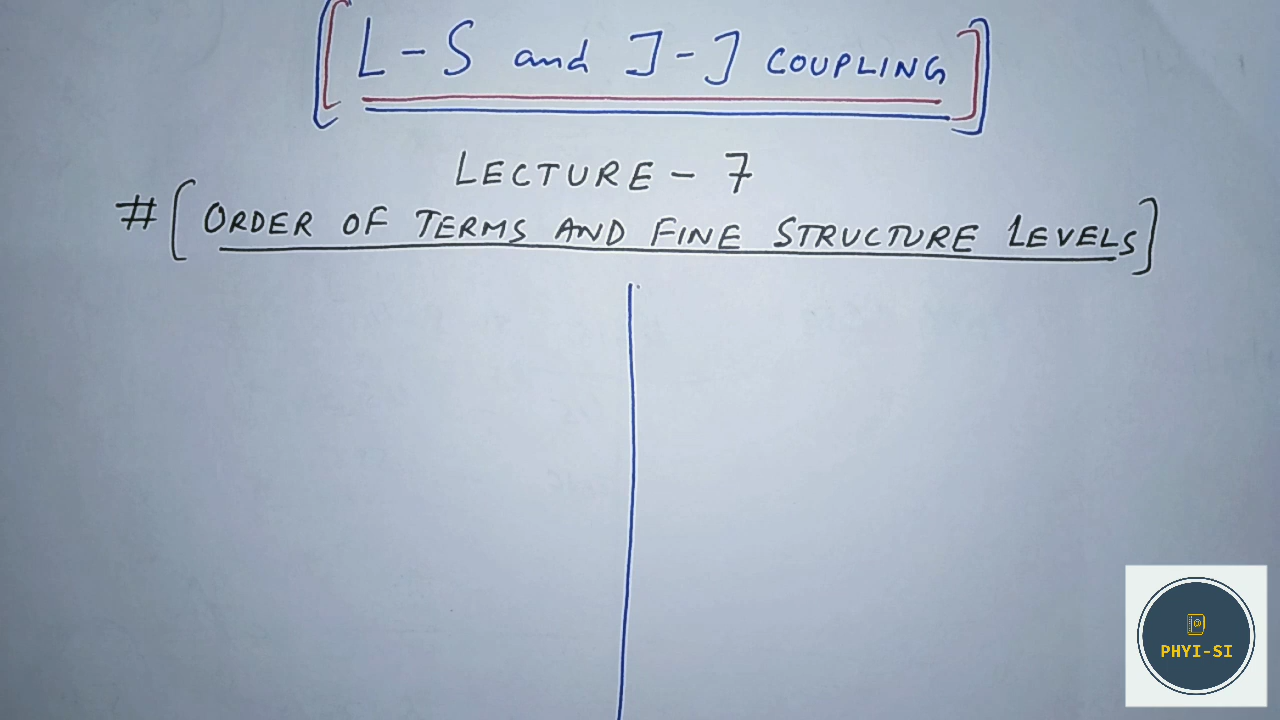 [L-S and J-J COUPLING]
LECTURE - 7
# [ORDER OF TERMS AND FINE STRUCTURE LEVELS]
PHYI-SI